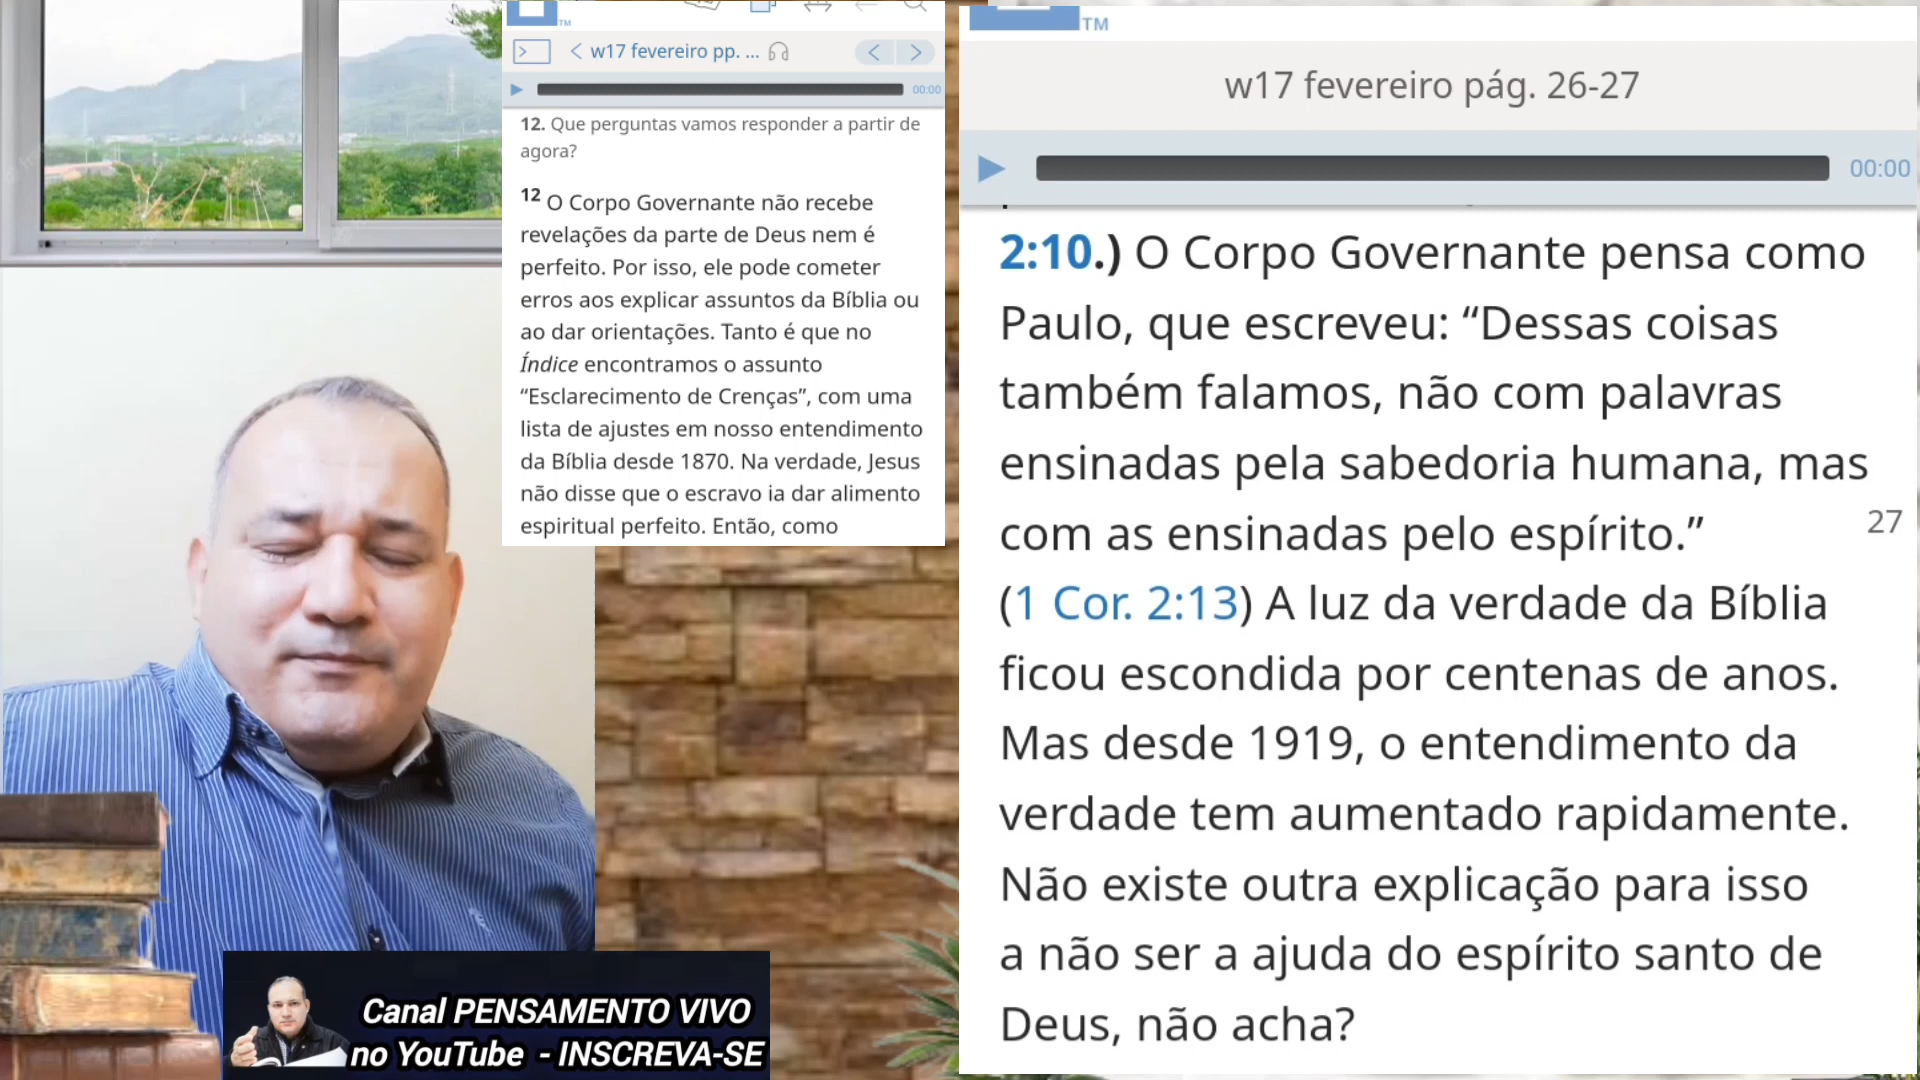 TM
w17 fevereiro pp. ...
00:00
12. Que perguntas vamos responder a partir de
agora?
12 O Corpo Governante não recebe
revelações da parte de Deus nem é
perfeito. Por isso, ele pode cometer
erros aos explicar assuntos da Bíblia ou
ao dar orientações. Tanto é que no
Índice encontramos o assunto
“Esclarecimento de Crenças”, com uma
lista de ajustes em nosso entendimento
da Bíblia desde 1870. Na verdade, Jesus
não disse que o escravo ia dar alimento
espiritual perfeito. Então, como
TM
w17 fevereiro pág. 26-27
00:00
2:10.) O Corpo Governante pensa como
Paulo, que escreveu: “Dessas coisas
também falamos, não com palavras
ensinadas pela sabedoria humana, mas
com as ensinadas pelo espírito.”
27
(1 Cor. 2:13) A luz da verdade da Bíblia
ficou escondida por centenas de anos.
Mas desde 1919, o entendimento da
verdade tem aumentado rapidamente.
Não existe outra explicação para isso
a não ser a ajuda do espírito santo de
Deus, não acha?
Canal PENSAMENTO VIVO
no YouTube - INSCREVA-SE